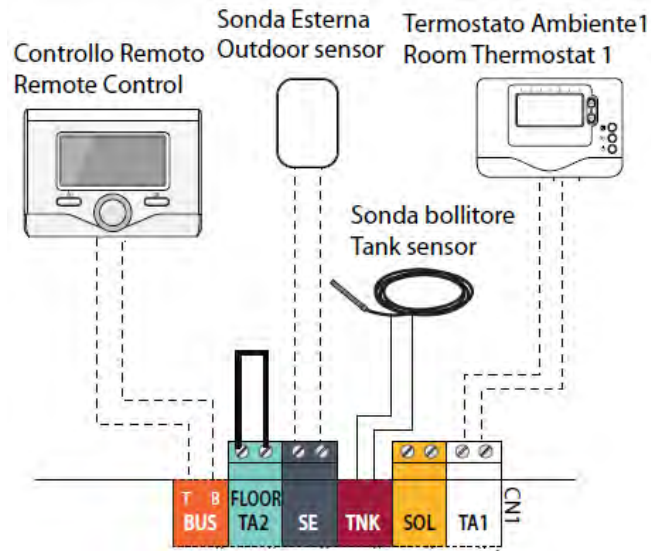 Sonda Esterna
Outdoor sensor
Termostato Ambiente1
Room Thermostat 1
Controllo Remoto
Remote Control
Sonda bollitore
Tank sensor
T B
BUS
FLOOR
TA2
SE
TNK
SOL
TA1
CN1